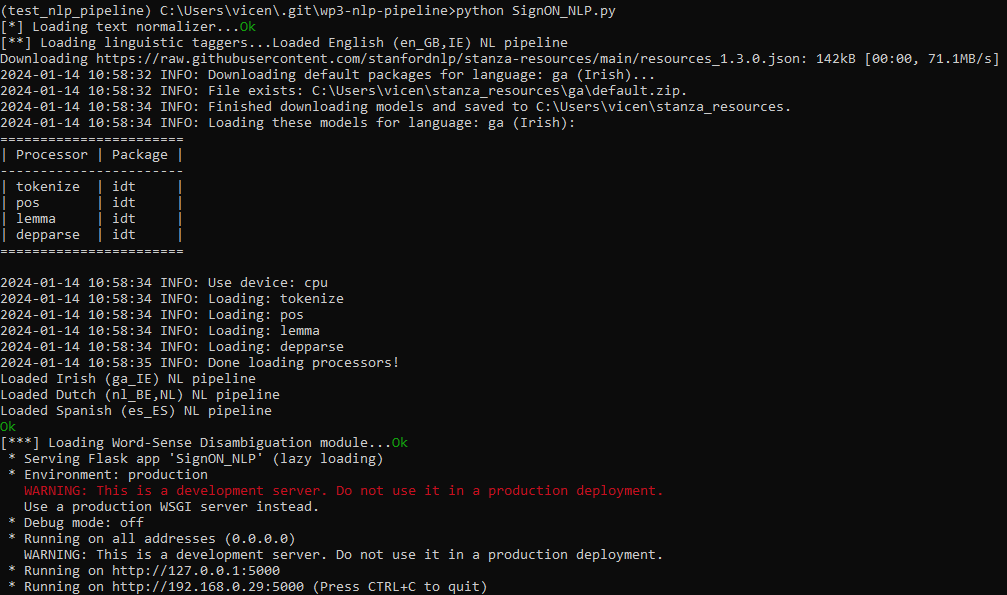 (test_nlp_pipeline) C:\Users\vicen\.git\wp3-nlp-pipeline>python SignON_NLP.py
[*] Loading text normalizer...Ok
[**] Loading linguistic taggers...Loaded English (en_GB,IE) NL pipeline
Downloading https://raw.githubusercontent.com/stanfordnlp/stanza-resources/main/resources_1.3.0.json: 142kB [00:00, 71.1MB/s]
2024-01-14 10:58:32 INFO: Downloading default packages for language: ga (Irish)...
2024-01-14 10:58:32 INFO: File exists: C:\Users\vicen\stanza_resources\ga\default.zip.
2024-01-14 10:58:34 INFO: Finished downloading models and saved to C:\Users\vicen\stanza_resources.
2024-01-14 10:58:34 INFO: Loading these models for language: ga (Irish):
=======================
| Processor | Package |
-----------------------
| tokenize  | idt     |
| pos       | idt     |
| lemma     | idt     |
| depparse  | idt     |
=======================

2024-01-14 10:58:34 INFO: Use device: cpu
2024-01-14 10:58:34 INFO: Loading: tokenize
2024-01-14 10:58:34 INFO: Loading: pos
2024-01-14 10:58:34 INFO: Loading: lemma
2024-01-14 10:58:34 INFO: Loading: depparse
2024-01-14 10:58:35 INFO: Done loading processors!
Loaded Irish (ga_IE) NL pipeline
Loaded Dutch (nl_BE,NL) NL pipeline
Loaded Spanish (es_ES) NL pipeline
Ok
[***] Loading Word-Sense Disambiguation module...Ok
 * Serving Flask app 'SignON_NLP' (lazy loading)
 * Environment: production
   WARNING: This is a development server. Do not use it in a production deployment.
   Use a production WSGI server instead.
 * Debug mode: off
 * Running on all addresses (0.0.0.0)
   WARNING: This is a development server. Do not use it in a production deployment.
 * Running on http://127.0.0.1:5000
 * Running on http://192.168.0.29:5000 (Press CTRL+C to quit)